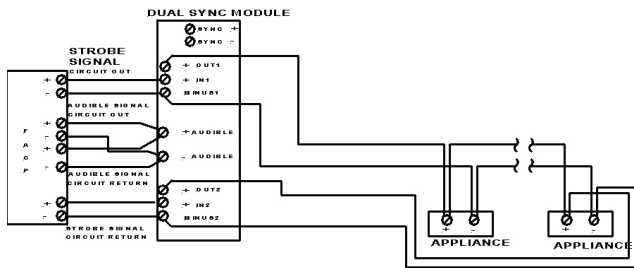 DUAL SYNC MODULE
SYNC +
SYNC -
STROBE
SIGNAL
CIRCUIT OUT
+ + OUT1
+ IN1
- MINUS1
AUDIBLE SIGNAL
CIRCUIT OUT
FACP
+
-
+
-
+ AUDIBLE
- AUDIBLE
AUDIBLE SIGNAL
CIRCUIT RETURN
+ OUT2
+ + IN2
- - MINUS2
STROBE SIGNAL
CIRCUIT RETURN
+ -
APPLIANCE
+ -
APPLIANCE